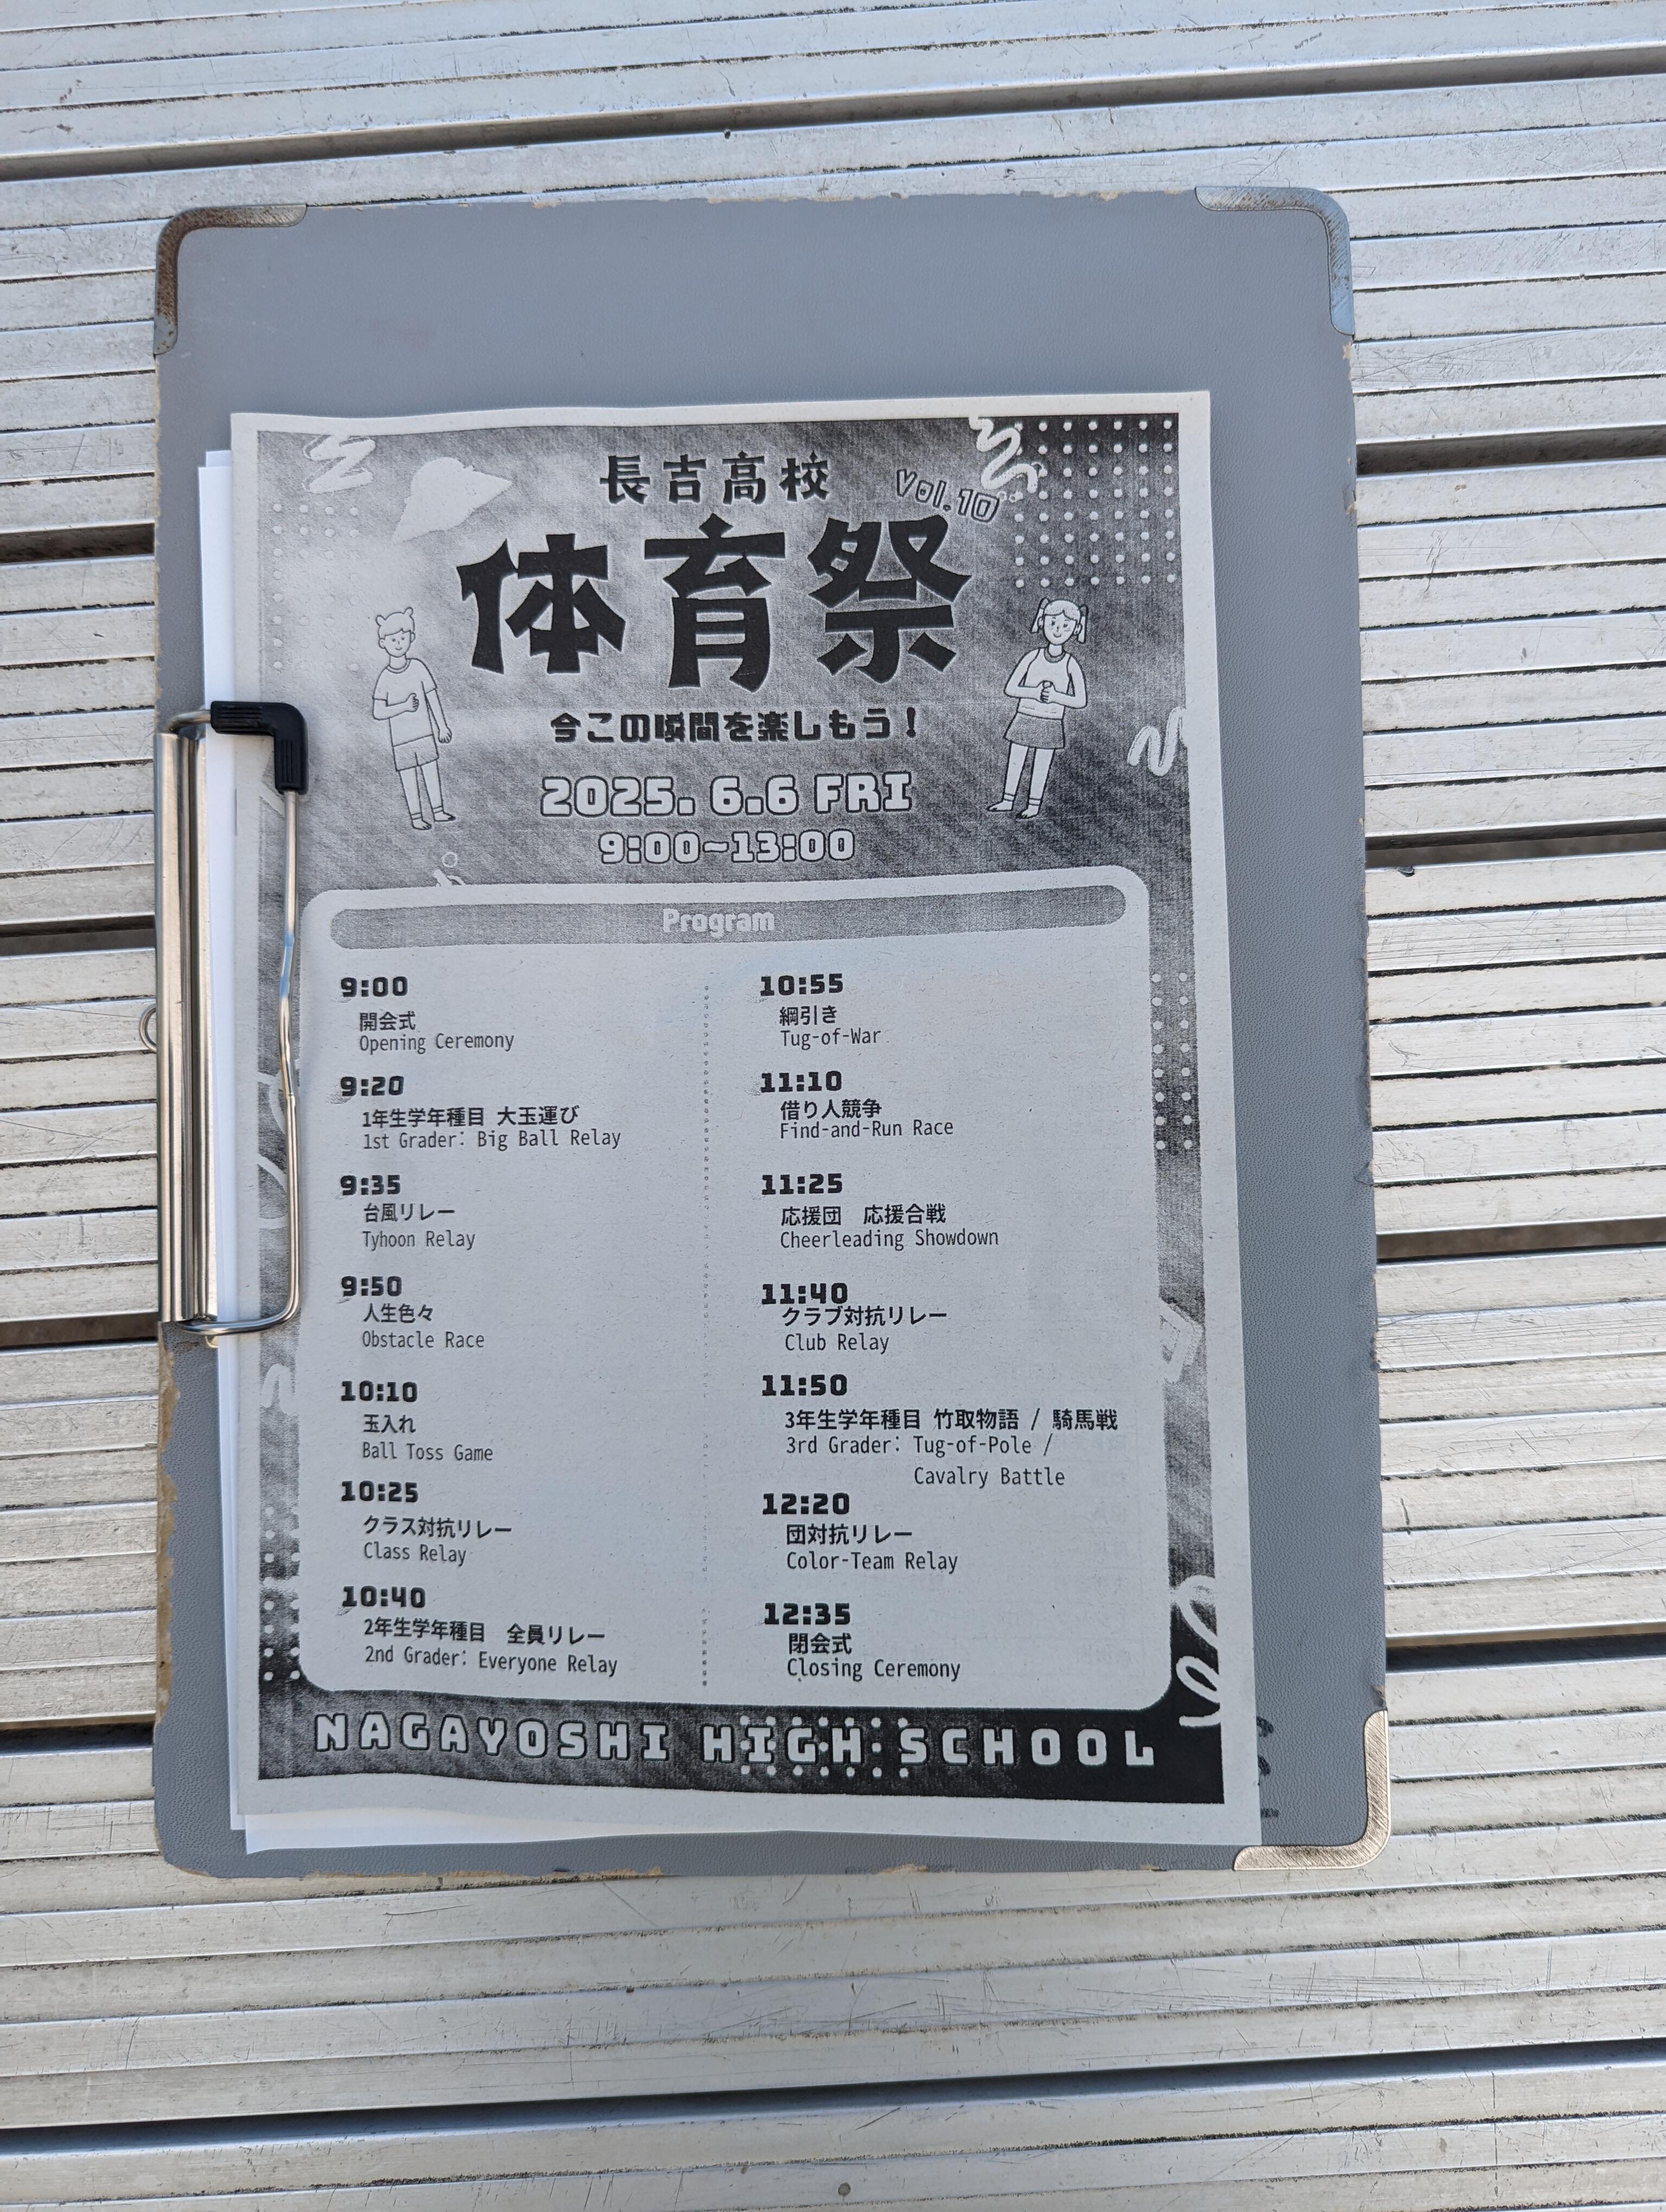 長吉高校
Vol.10
体育祭
今この瞬間を楽しもう！
2025. 6.6 FRI
9:00~13:00
Program
9:00
開会式
Opening Ceremony
9:20
1年生学年種目 大玉運び
1st Grader: Big Ball Relay
9:35
台風リレー
Tyhoon Relay
9:50
人生色々
Obstacle Race
10:10
玉入れ
Ball Toss Game
10:25
クラス対抗リレー
Class Relay
10:40
2年生学年種目　全員リレー
2nd Grader: Everyone Relay
10:55
綱引き
Tug-of-War
11:10
借り人競争
Find-and-Run Race
11:25
応援団　応援合戦
Cheerleading Showdown
11:40
クラブ対抗リレー
Club Relay
11:50
3年生学年種目 竹取物語 / 騎馬戦
3rd Grader: Tug-of-Pole /
Cavalry Battle
12:20
団対抗リレー
Color-Team Relay
12:35
閉会式
Closing Ceremony
NAGAYOSHI HIGH SCHOOL